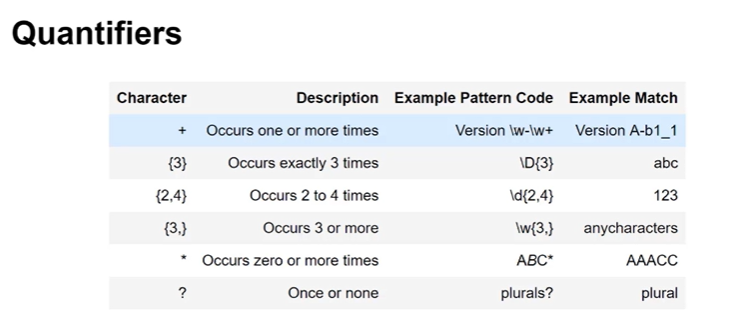 Quantifiers
Character Description Example Pattern Code Example Match
+ Occurs one or more times Version \w-\w+ Version A-b1_1
{3} Occurs exactly 3 times \D{3} abc
{2,4} Occurs 2 to 4 times \d{2,4} 123
{3,} Occurs 3 or more \w{3,} anycharacters
* Occurs zero or more times ABC* AAACC
? Once or none plurals? plural